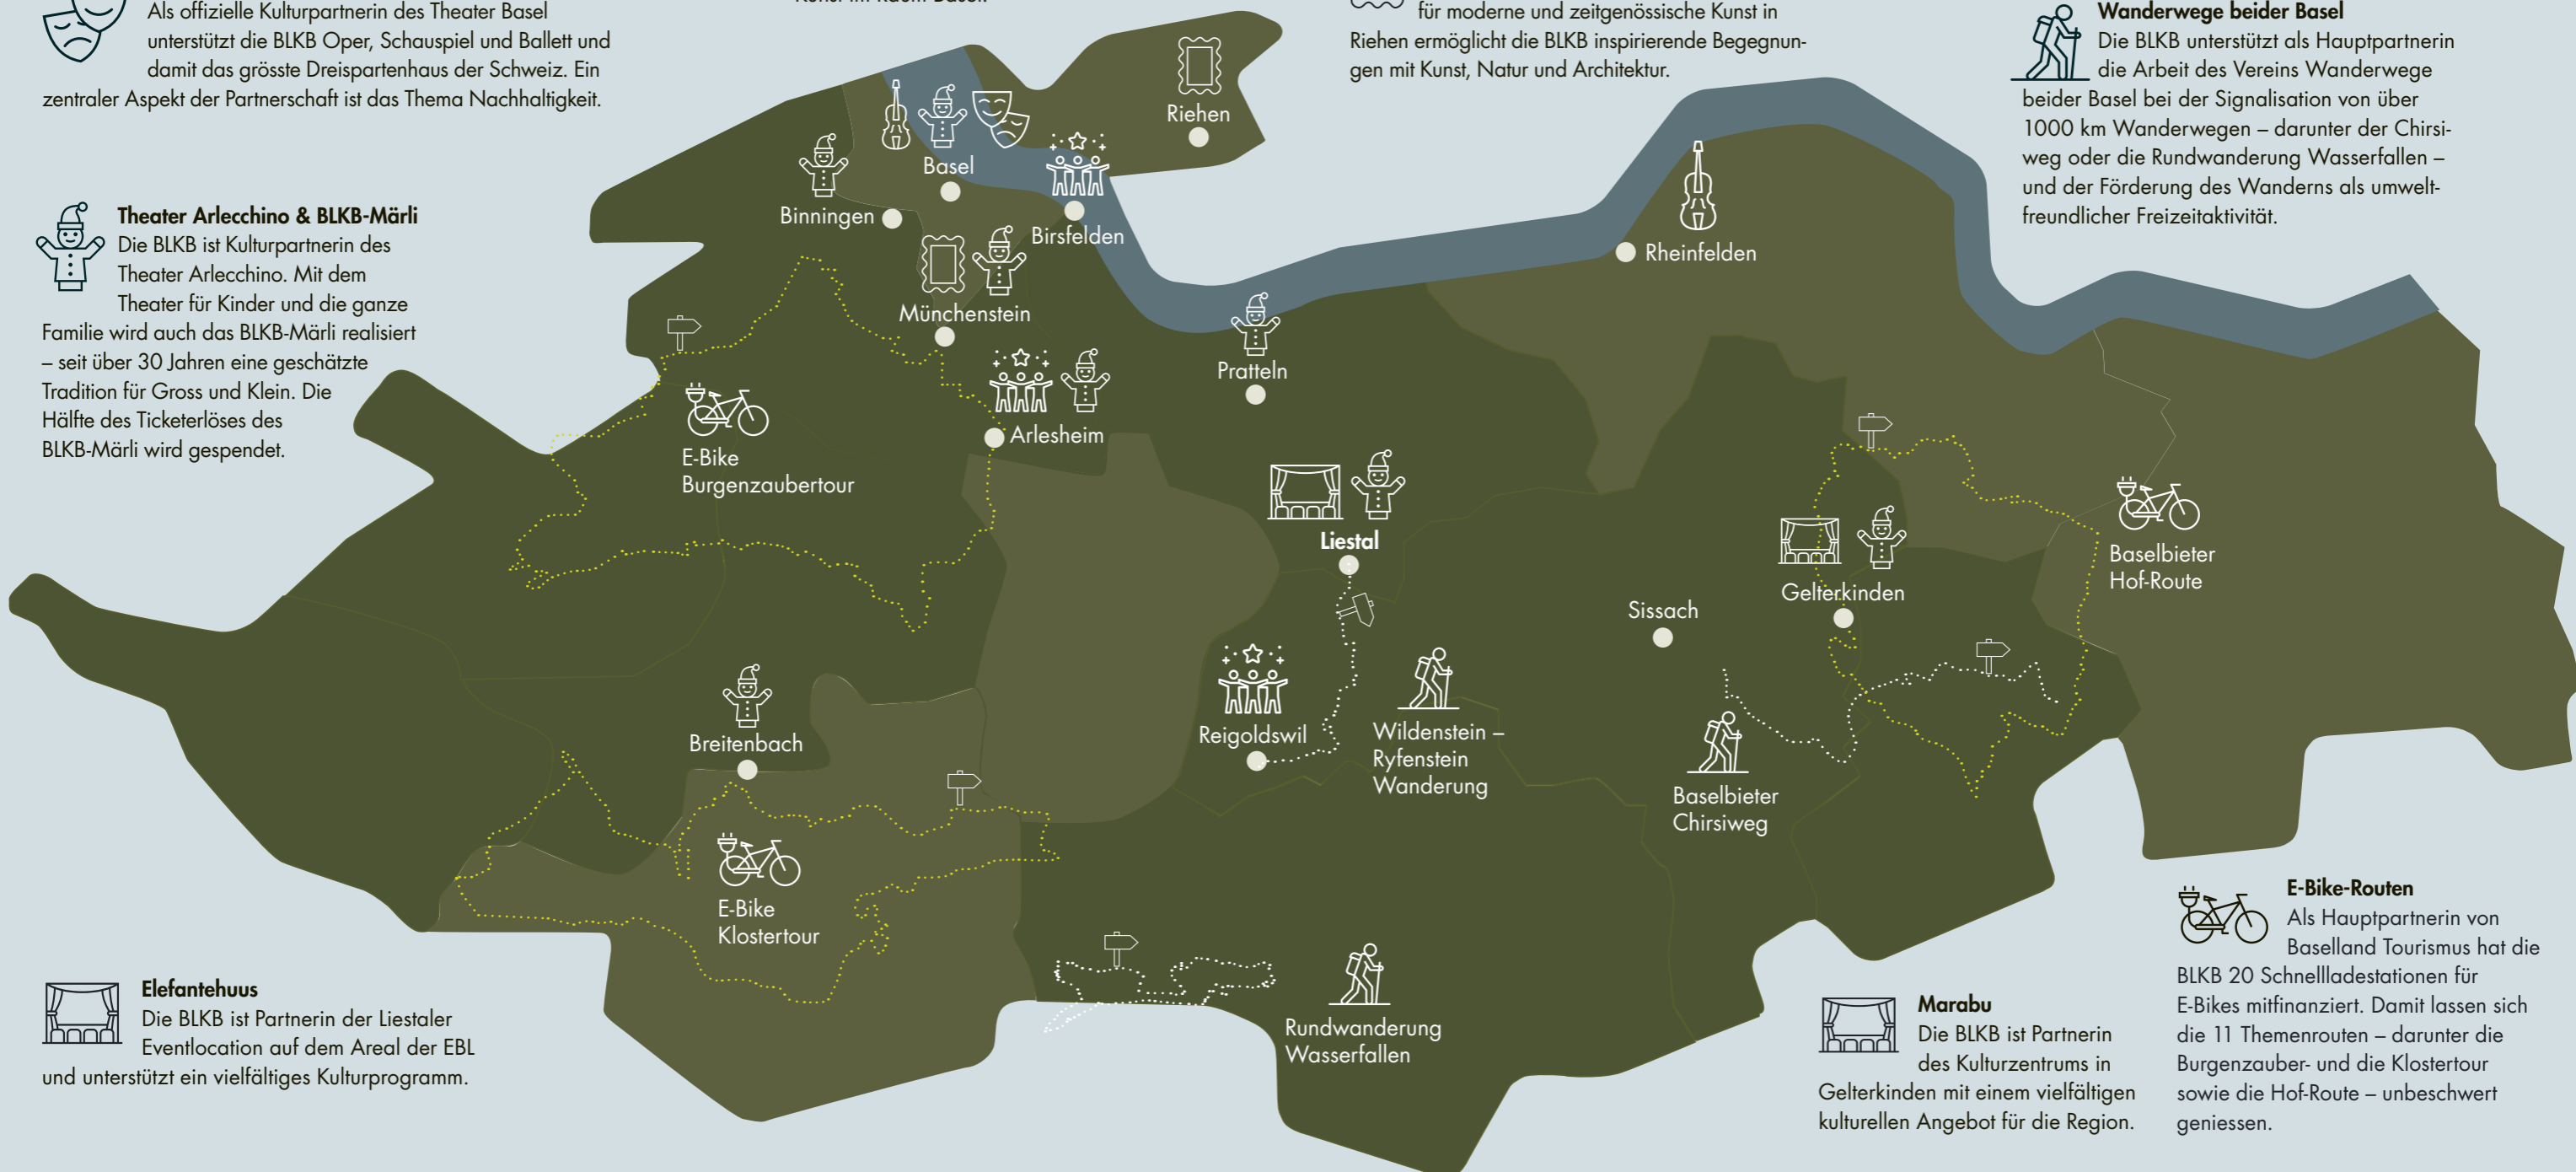 Als offizielle Kulturpartnerin des Theater Basel
unterstützt die BLKB Oper, Schauspiel und Ballett und
damit das grösste Dreispartenhaus der Schweiz. Ein
zentraler Aspekt der Partnerschaft ist das Thema Nachhaltigkeit.
für moderne und zeitgenössische Kunst in
Riehen ermöglicht die BLKB inspirierende Begegnun-
gen mit Kunst, Natur und Architektur.
Wanderwege beider Basel
Die BLKB unterstützt als Hauptpartnerin
die Arbeit des Vereins Wanderwege
beider Basel bei der Signalisation von über
1000 km Wanderwegen – darunter der Chirsi-
weg oder die Rundwanderung Wasserfallen –
und der Förderung des Wanderns als umwelt-
freundlicher Freizeitaktivität.
Theater Arlecchino & BLKB-Märli
Die BLKB ist Kulturpartnerin des
Theater Arlecchino. Mit dem
Theater für Kinder und die ganze
Familie wird auch das BLKB-Märli realisiert
– seit über 30 Jahren eine geschätzte
Tradition für Gross und Klein. Die
Hälfte des Ticketerlöses des
BLKB-Märli wird gespendet.
Riehen
Basel
Binningen
Birsfelden
Rheinfelden
Münchenstein
Pratteln
Arlesheim
E-Bike
Burgenzaubertour
Liestal
Baselbieter
Hof-Route
Gelterkinden
Sissach
Breitenbach
Reigoldswil
Wildenstein –
Ryfenstein
Wanderung
Baselbieter
Chirsiweg
E-Bike
Klostertour
Rundwanderung
Wasserfallen
Elefantehuus
Die BLKB ist Partnerin der Liestaler
Eventlocation auf dem Areal der EBL
und unterstützt ein vielfältiges Kulturprogramm.
Marabu
Die BLKB ist Partnerin
des Kulturzentrums in
Gelterkinden mit einem vielfältigen
kulturellen Angebot für die Region.
E-Bike-Routen
Als Hauptpartnerin von
Baselland Tourismus hat die
BLKB 20 Schnellladestationen für
E-Bikes mitfinanziert. Damit lassen sich
die 11 Themenrouten – darunter die
Burgenzauber- und die Klostertour
sowie die Hof-Route – unbeschwert
geniessen.